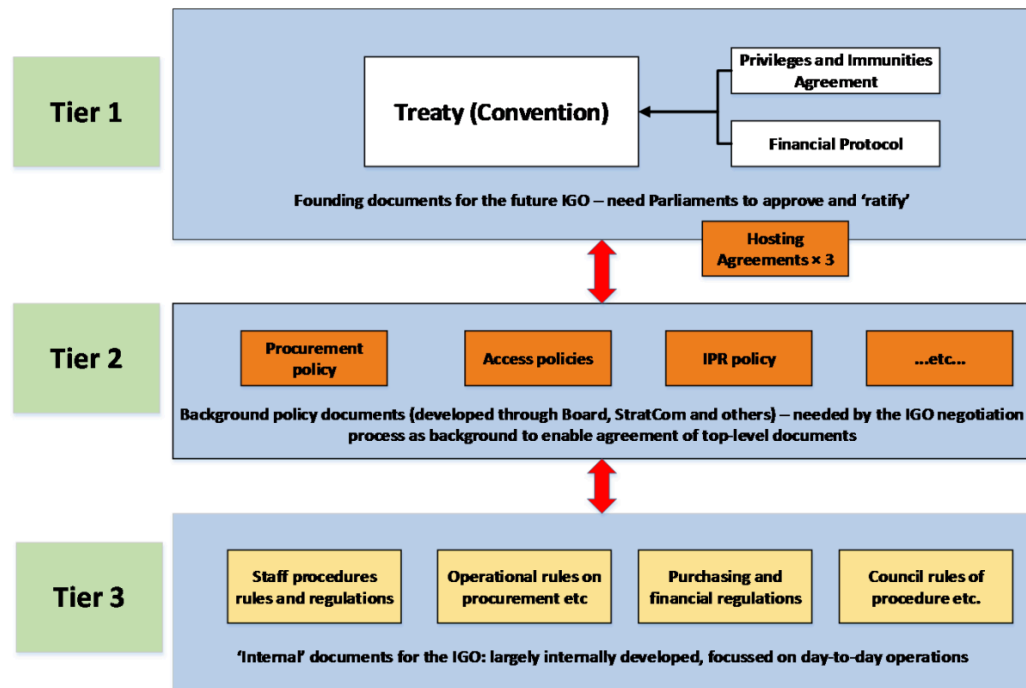 Tier 1
Treaty (Convention)
Privileges and Immunities
Agreement
Financial Protocol
Founding documents for the future IGO – need Parliaments to approve and ‘ratify’
Hosting
Agreements × 3
Tier 2
Procurement
policy
Access policies
IPR policy
...etc...
Background policy documents (developed through Board, StratCom and others) – needed by the IGO negotiation
process as background to enable agreement of top-level documents
Tier 3
Staff procedures
rules and regulations
Operational rules on
procurement etc
Purchasing and
financial regulations
Council rules of
procedure etc.
‘Internal’ documents for the IGO: largely internally developed, focussed on day-to-day operations